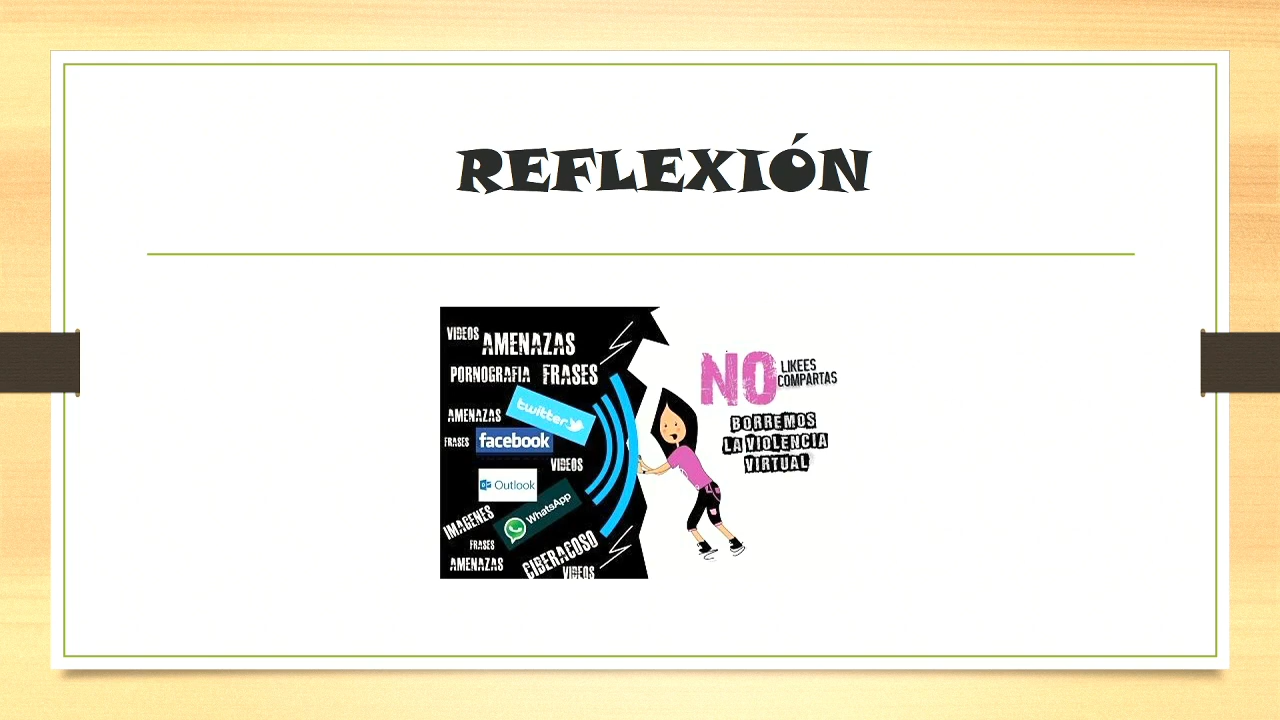 REFLEXIÓN
VIDEOS AMENAZAS
PORNOGRAFIA FRASES
AMENAZAS twitter
FRASES facebook
VIDEOS
Outlook
IMAGENES WhatsApp
FRASES
AMENAZAS CIBERACOSO
VIDEOS
NO LIKEES
COMPARTAS
BORREMOS
LA VIOLENCIA
VIRTUAL